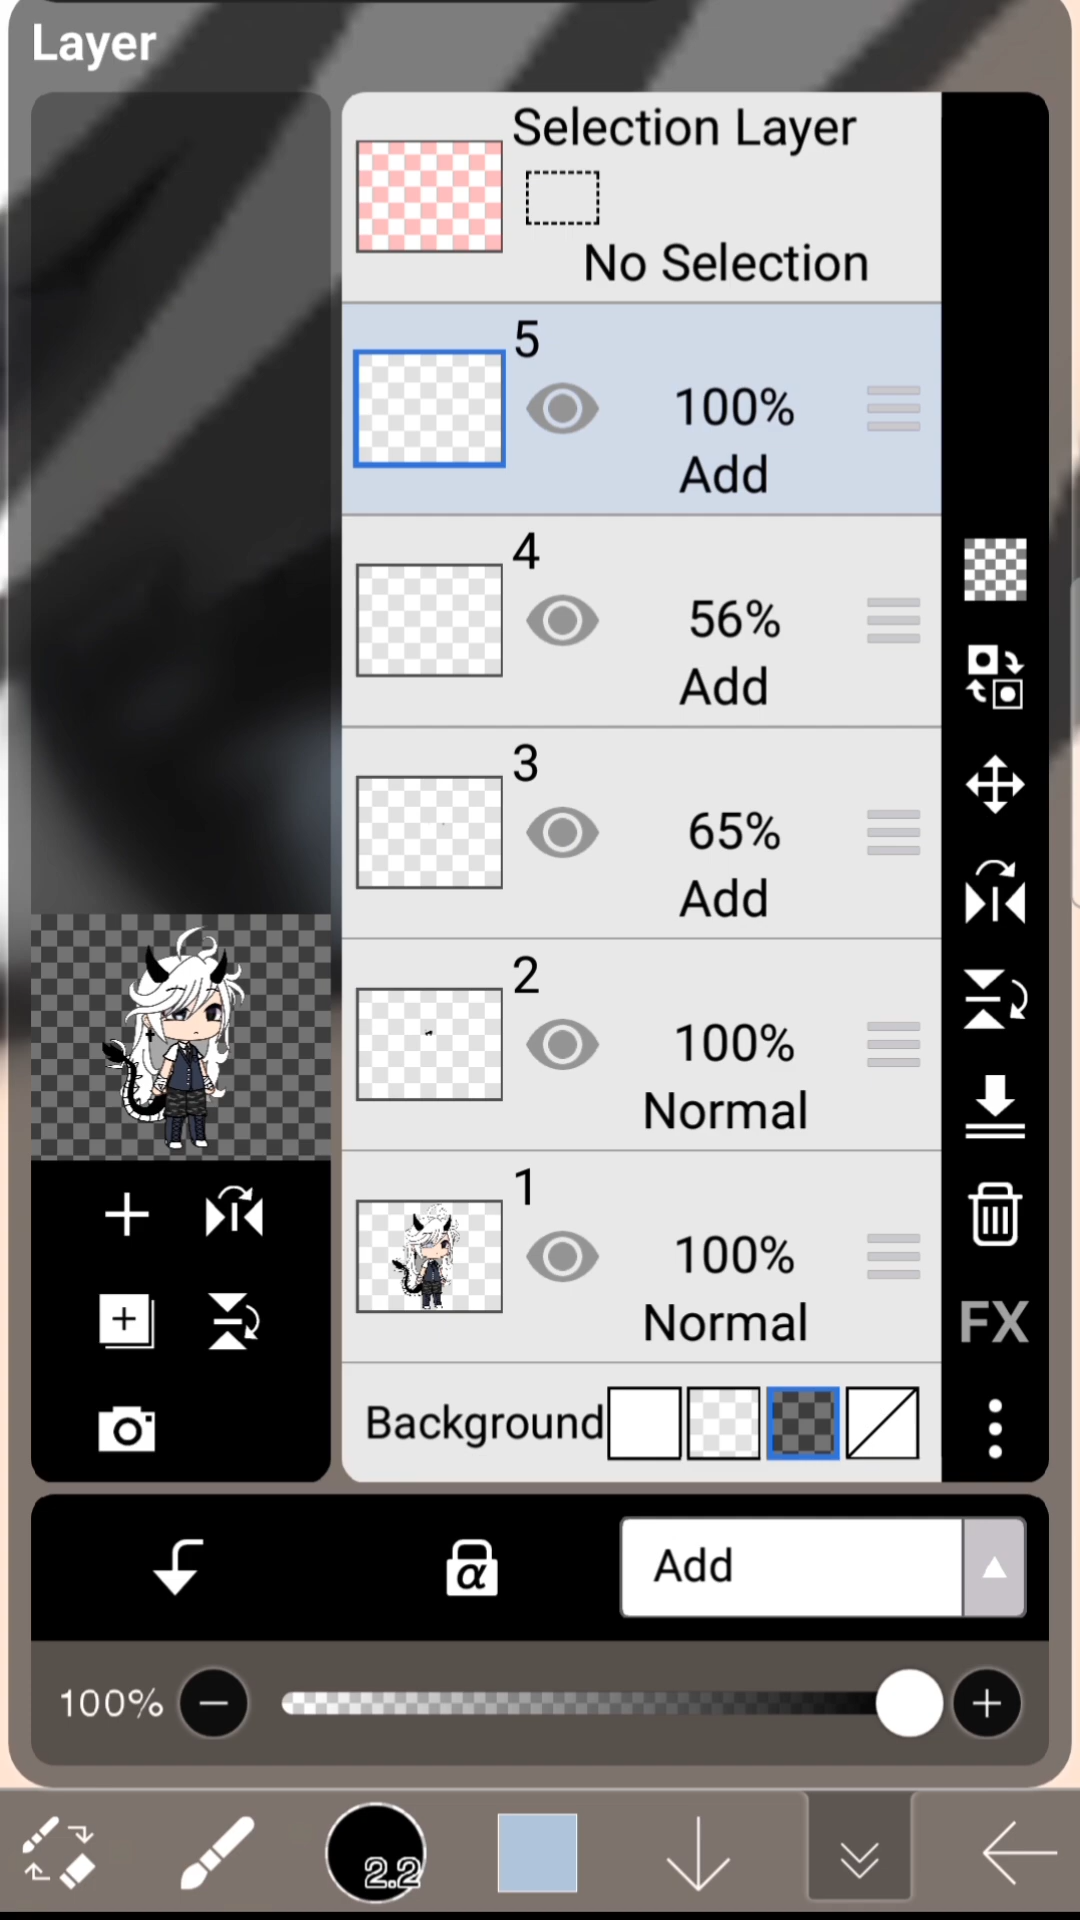 Layer
Selection Layer
No Selection
5
100%
Add
4
56%
Add
3
65%
Add
2
100%
Normal
1
100%
Normal
FX
Background
α
Add
100%
2.2